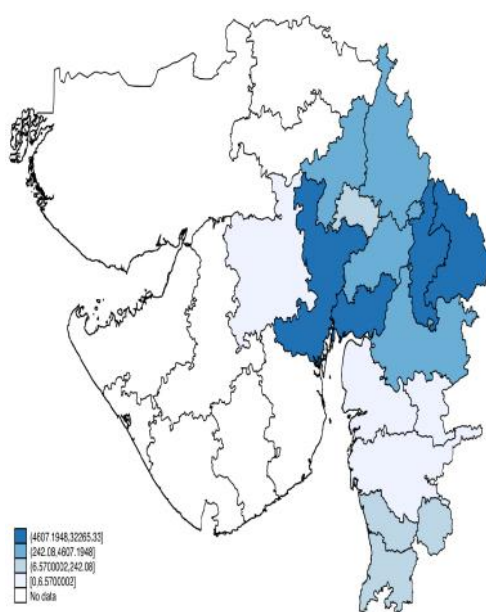 (4607.1948,32265.33]
(242.08,4607.1948]
(6.5700002,242.08]
[0,6.5700002]
No data